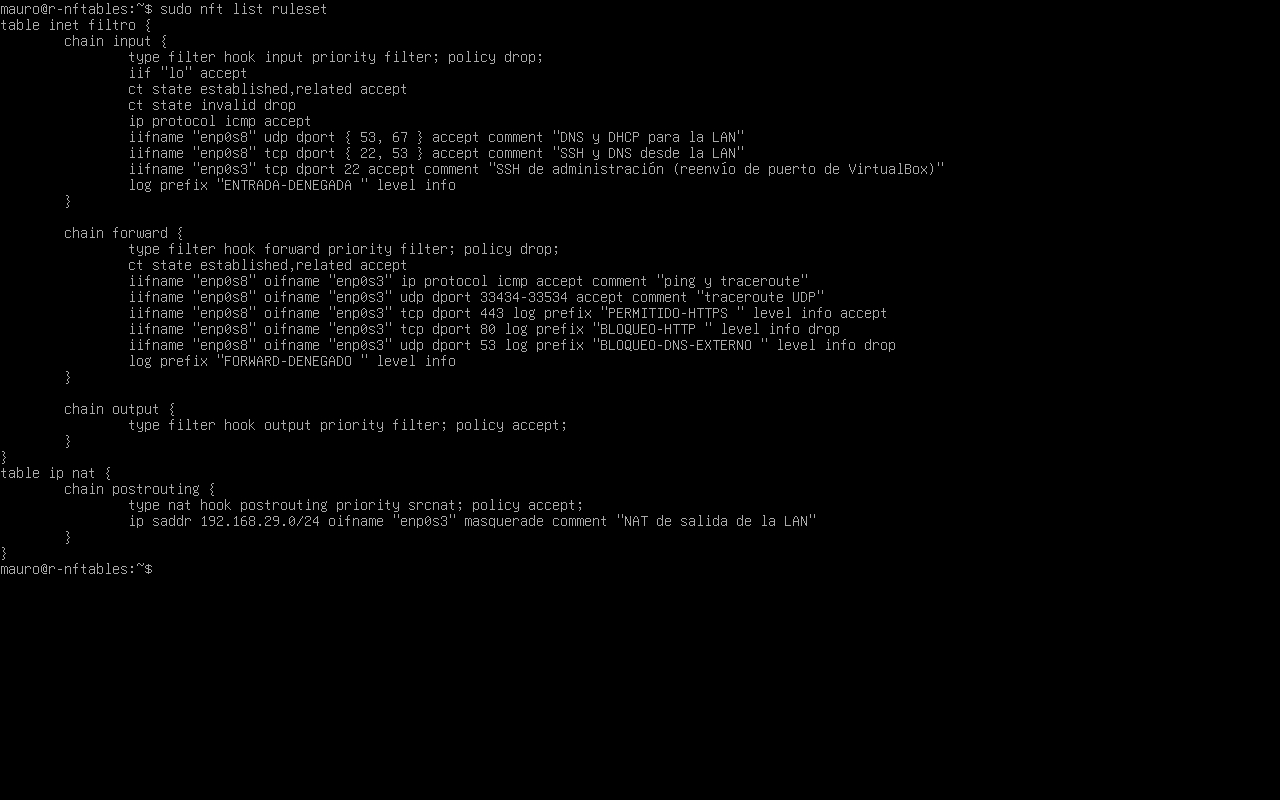 mauro@r-nftables:~$ sudo nft list ruleset
table inet filtro {
        chain input {
                type filter hook input priority filter; policy drop;
                iif "lo" accept
                ct state established,related accept
                ct state invalid drop
                ip protocol icmp accept
                iifname "enp0s8" udp dport { 53, 67 } accept comment "DNS y DHCP para la LAN"
                iifname "enp0s8" tcp dport { 22, 53 } accept comment "SSH y DNS desde la LAN"
                iifname "enp0s3" tcp dport 22 accept comment "SSH de administración (reenvío de puerto de VirtualBox)"
                log prefix "ENTRADA-DENEGADA " level info
        }

        chain forward {
                type filter hook forward priority filter; policy drop;
                ct state established,related accept
                iifname "enp0s8" oifname "enp0s3" ip protocol icmp accept comment "ping y traceroute"
                iifname "enp0s8" oifname "enp0s3" udp dport 33434-33534 accept comment "traceroute UDP"
                iifname "enp0s8" oifname "enp0s3" tcp dport 443 log prefix "PERMITIDO-HTTPS " level info accept
                iifname "enp0s8" oifname "enp0s3" tcp dport 80 log prefix "BLOQUEO-HTTP " level info drop
                iifname "enp0s8" oifname "enp0s3" udp dport 53 log prefix "BLOQUEO-DNS-EXTERNO " level info drop
                log prefix "FORWARD-DENEGADO " level info
        }

        chain output {
                type filter hook output priority filter; policy accept;
        }
}
table ip nat {
        chain postrouting {
                type nat hook postrouting priority srcnat; policy accept;
                ip saddr 192.168.29.0/24 oifname "enp0s3" masquerade comment "NAT de salida de la LAN"
        }
}
mauro@r-nftables:~$